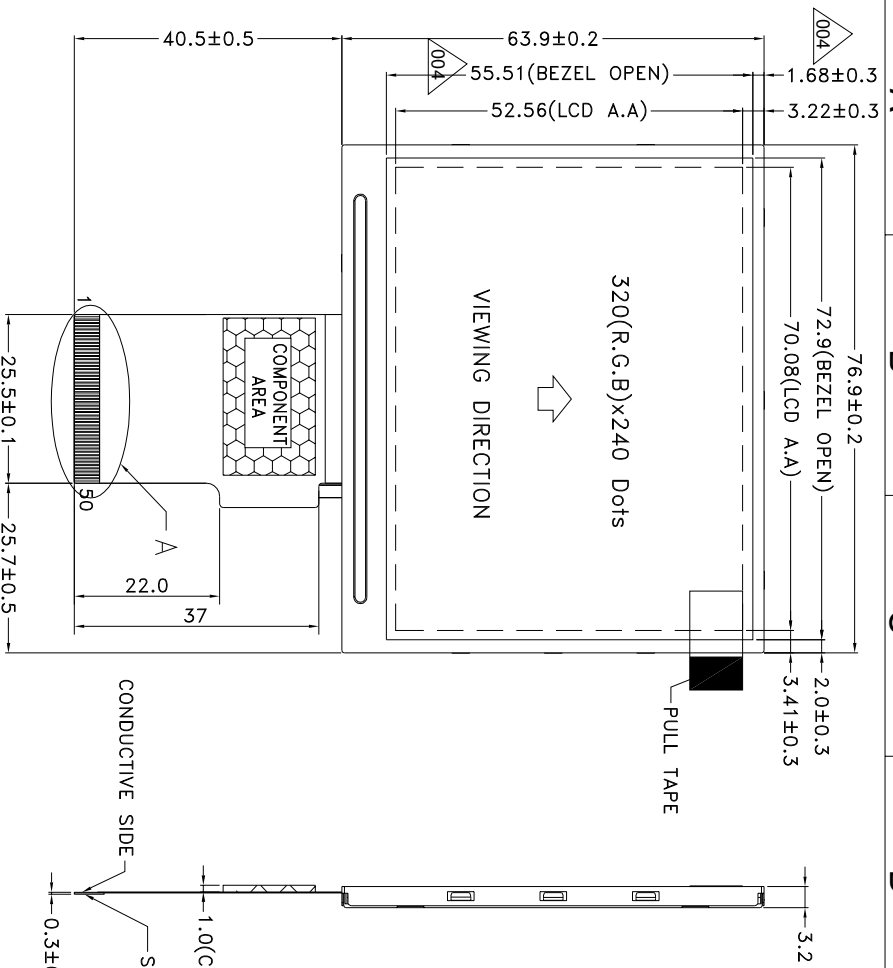 40.5±0.5
63.9±0.2
004
004
55.51(BEZEL OPEN)
1.68±0.3
52.56(LCD A.A)
3.22±0.3
76.9±0.2
72.9(BEZEL OPEN)
70.08(LCD A.A)
2.0±0.3
3.41±0.3
320(R.G.B)x240 Dots
VIEWING DIRECTION
COMPONENT
AREA
1
50
A
25.5±0.1
25.7±0.5
22.0
37
PULL TAPE
CONDUCTIVE SIDE
S
1.0(C
0.3±
3.2